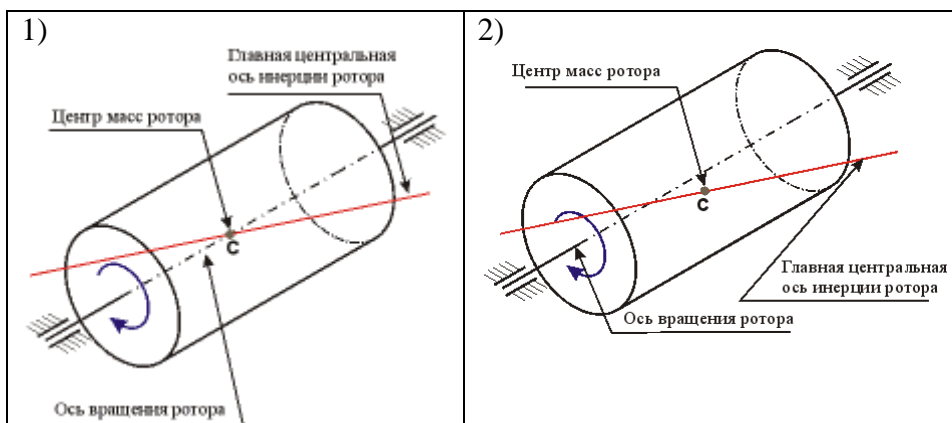 1)
Главная центральная
ось инерции ротора
Центр масс ротора
C
Ось вращения ротора
2)
Центр масс ротора
C
Главная центральная
ось инерции ротора
Ось вращения ротора